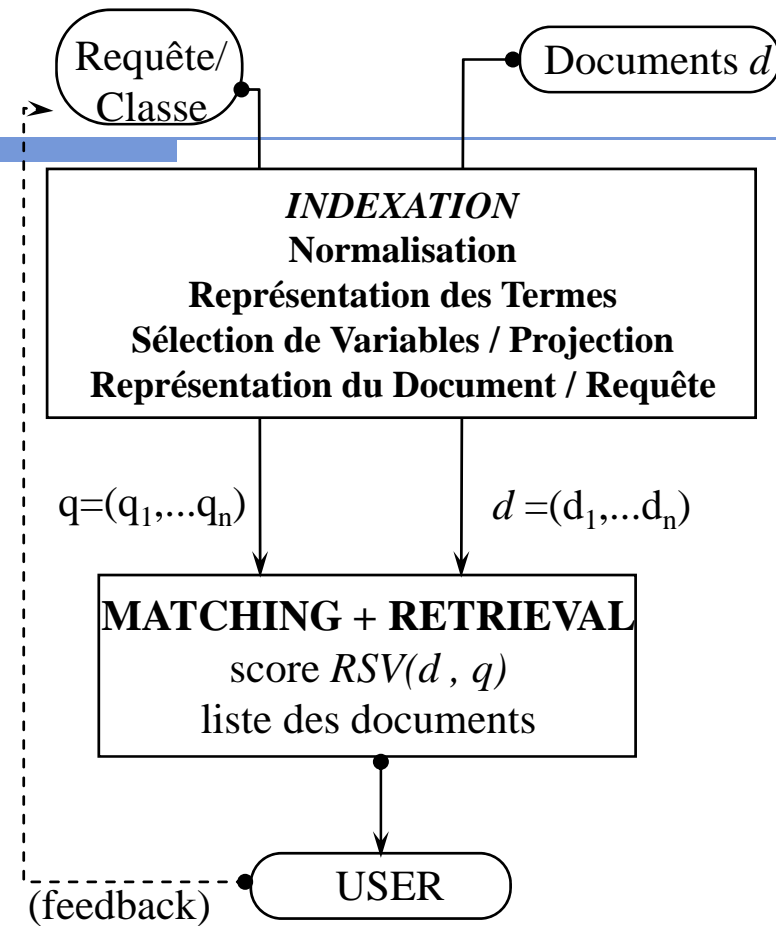 Requête/
Classe
Documents d
INDEXATION
Normalisation
Représentation des Termes
Sélection de Variables / Projection
Représentation du Document / Requête
q=(q₁,...qₙ)
d =(d₁,...dₙ)
MATCHING + RETRIEVAL
score RSV(d , q)
liste des documents
USER
(feedback)